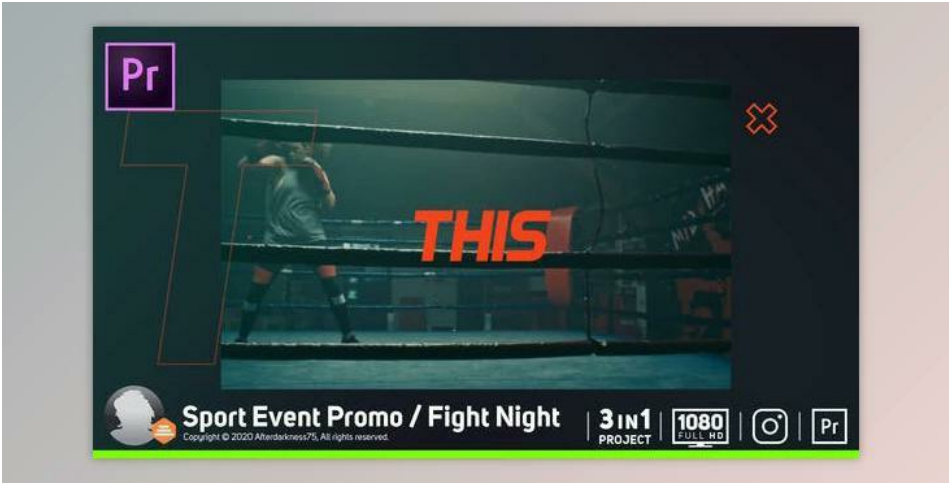 Pr
THIS
Sport Event Promo / Fight Night
Copyright © 2020 Afterdarkness75, All rights reserved.
3 IN 1
PROJECT
1080
FULL HD
Pr